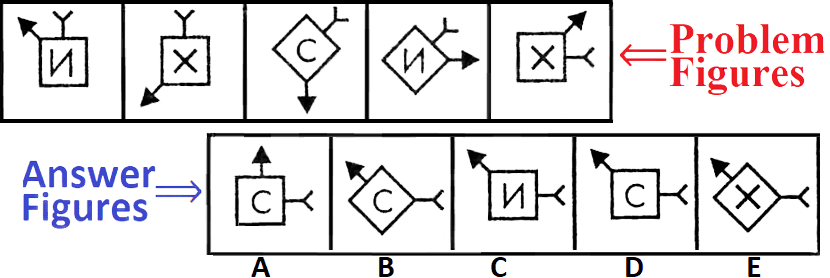 И X C И X
Problem
Figures
Answer
Figures
C C И C X
A B C D E